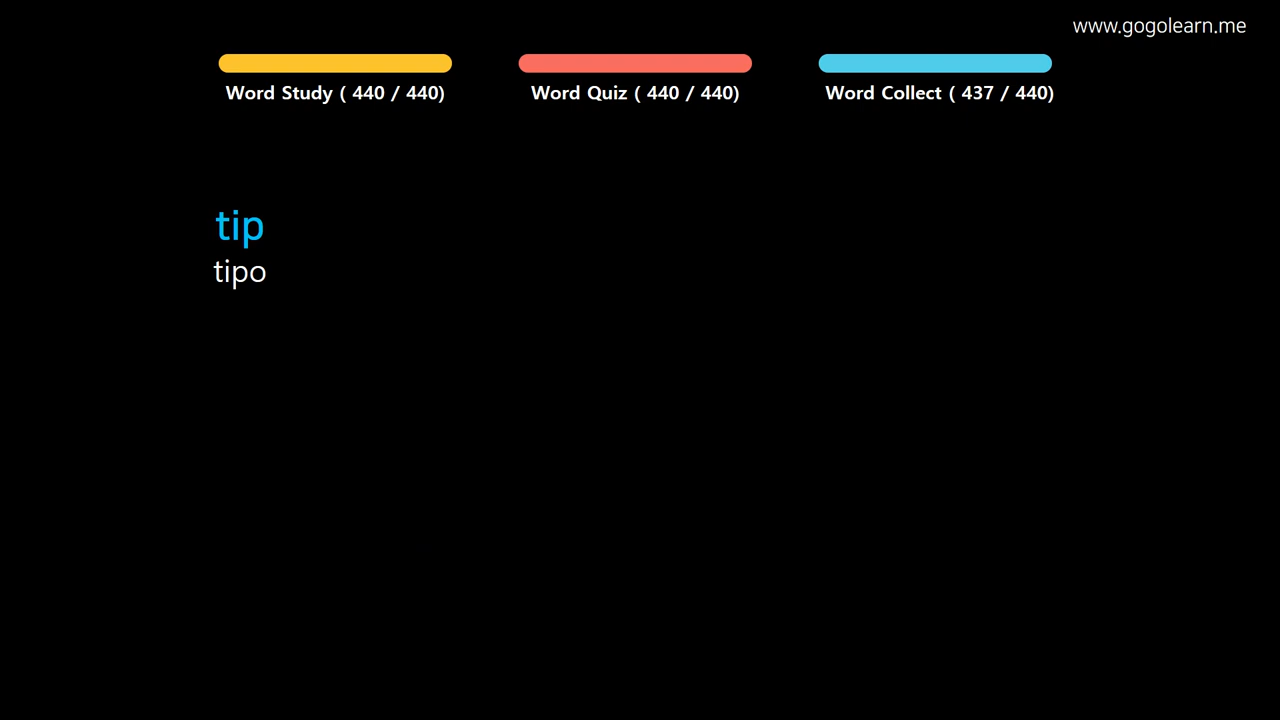 www.gogolearn.me
Word Study ( 440 / 440)
Word Quiz ( 440 / 440)
Word Collect ( 437 / 440)
tip
tipo